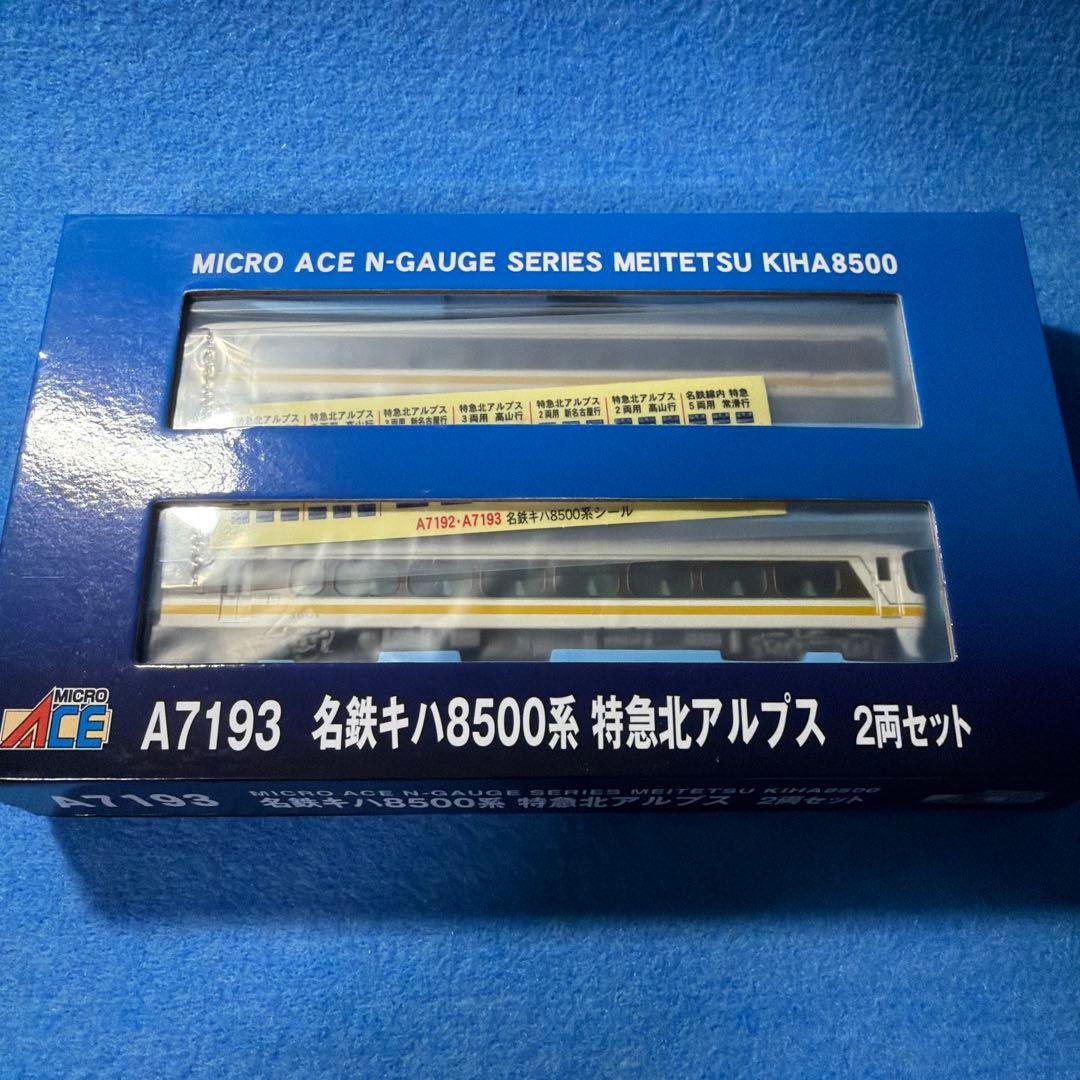 MICRO ACE N-GAUGE SERIES MEITETSU KIHA8500
特急北アルプス 特急北アルプス 特急北アルプス 特急北アルプス 特急北アルプス 名鉄線内 特急
高山行 3両用 新名古屋行 3両用 高山行 2両用 新名古屋行 2両用 高山行 5両用 常滑行
A7192・A7193 名鉄キハ8500系シール
MICRO ACE A7193 名鉄キハ8500系 特急北アルプス 2両セット
MICRO ACE N-GAUGE SERIES MEITETSU KIHA8500
A7193 名鉄キハ8500系 特急北アルプス 2両セット